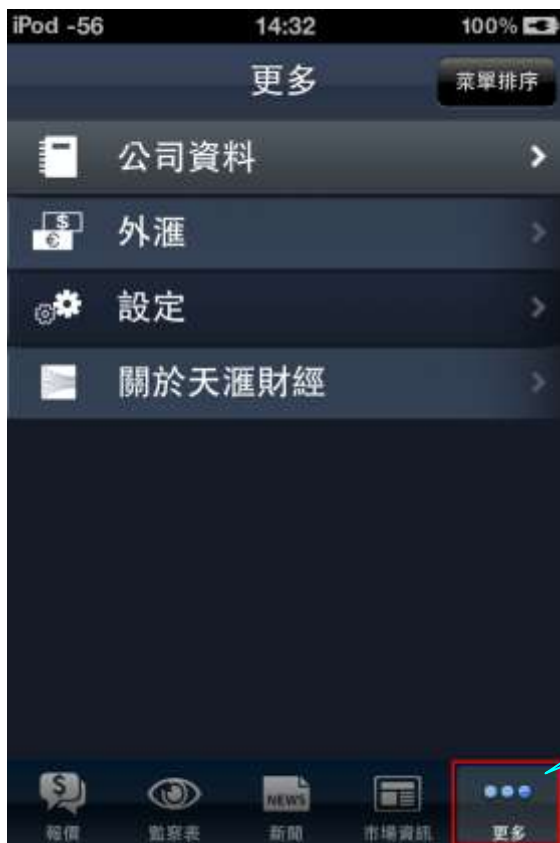 iPod -56 14:32 100%
更多 菜單排序
公司資料
外滙
設定
關於天滙財經
NEWS
報價 監察表 新聞 市場資訊 更多